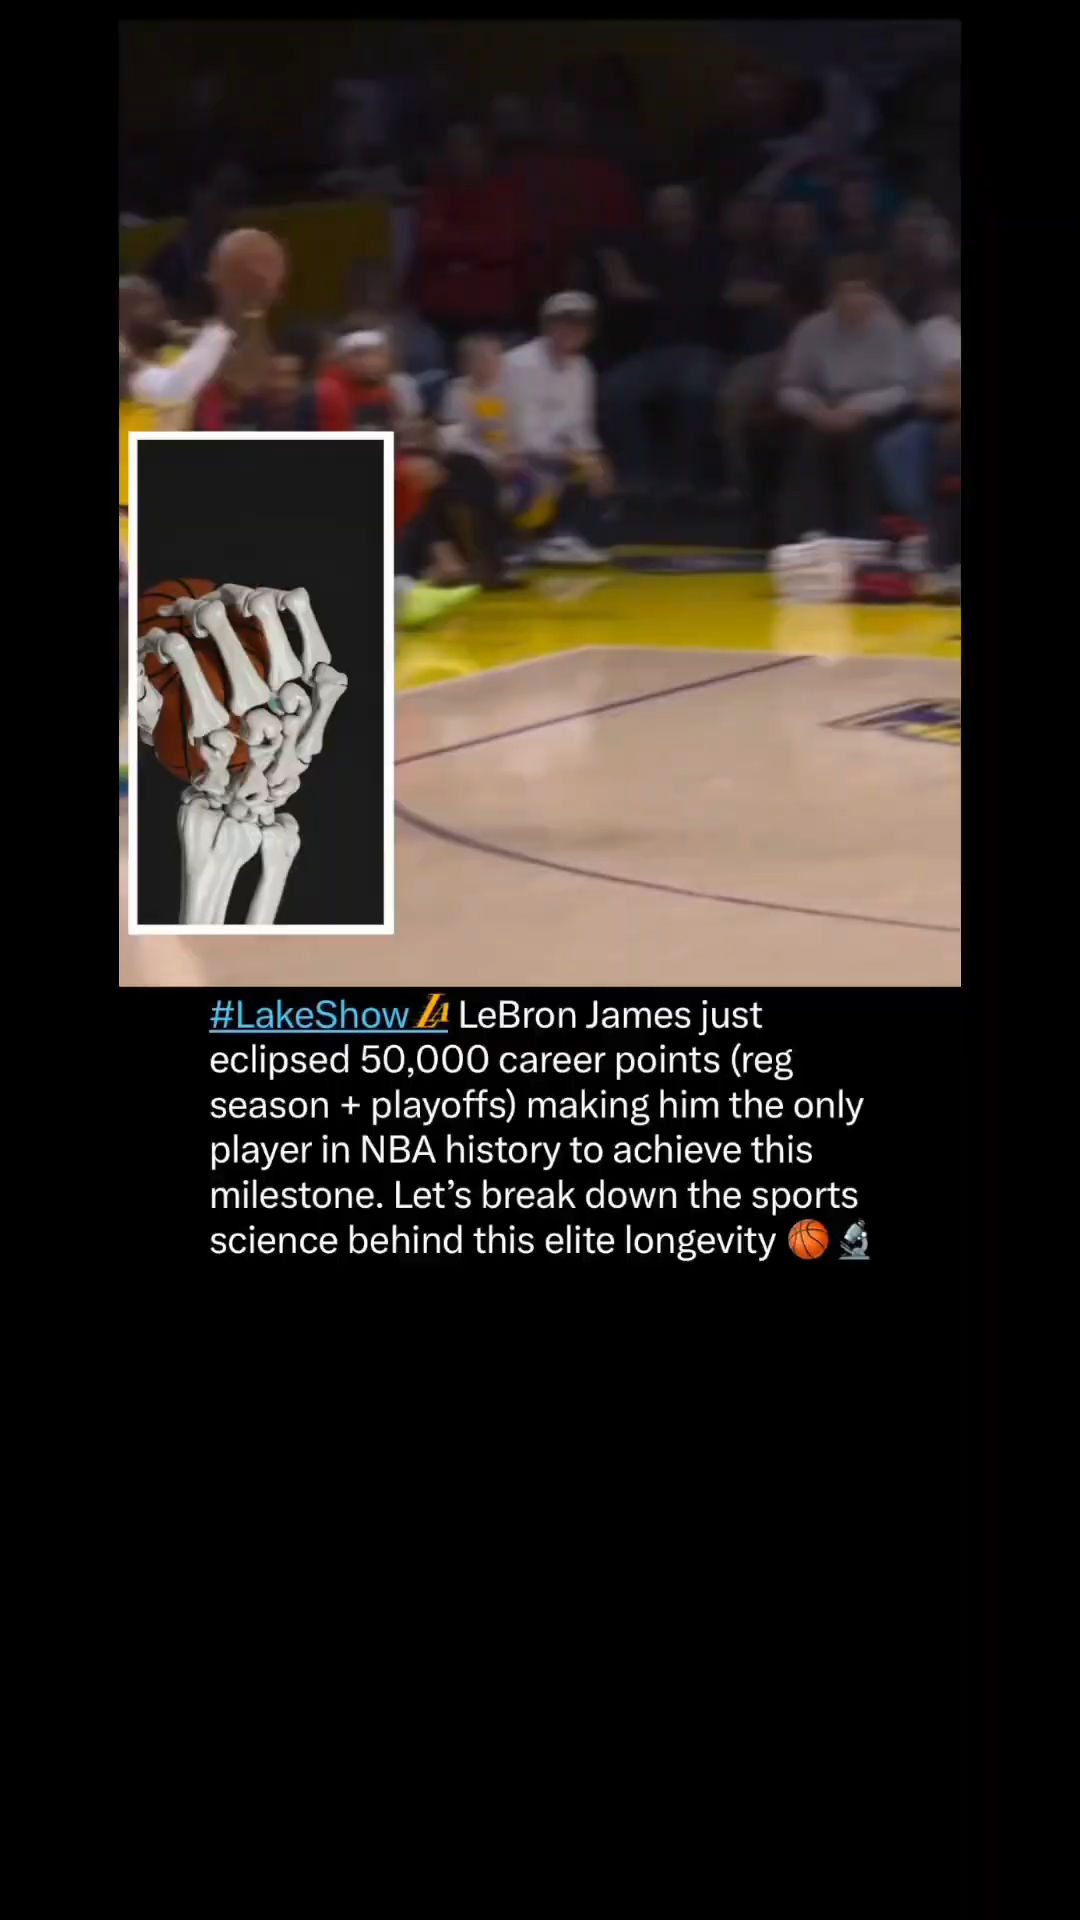 #LakeShow LeBron James just
eclipsed 50,000 career points (reg
season + playoffs) making him the only
player in NBA history to achieve this
milestone. Let’s break down the sports
science behind this elite longevity 🏀 🔬